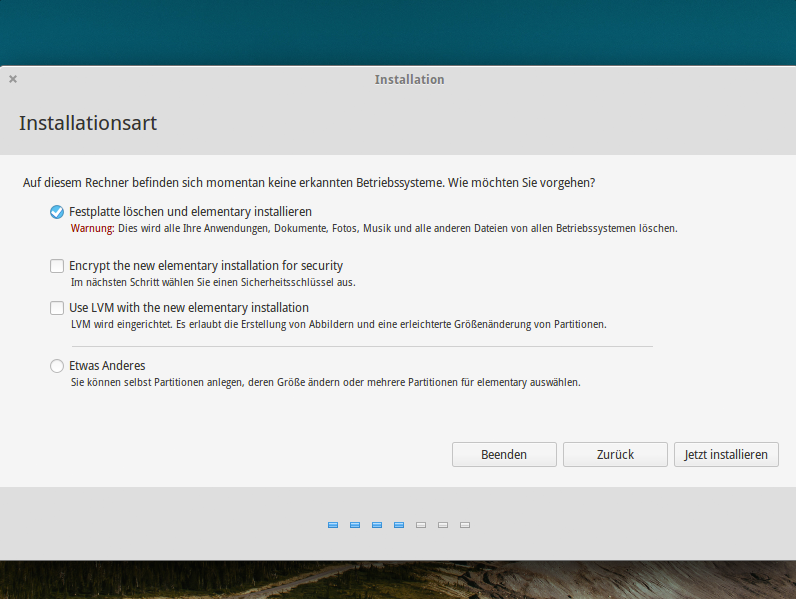 Installation
Installationsart
Auf diesem Rechner befinden sich momentan keine erkannten Betriebssysteme. Wie möchten Sie vorgehen?
Festplatte löschen und elementary installieren
Warnung: Dies wird alle Ihre Anwendungen, Dokumente, Fotos, Musik und alle anderen Dateien von allen Betriebssystemen löschen.
Encrypt the new elementary installation for security
Im nächsten Schritt wählen Sie einen Sicherheitsschlüssel aus.
Use LVM with the new elementary installation
LVM wird eingerichtet. Es erlaubt die Erstellung von Abbildern und eine erleichterte Größenänderung von Partitionen.
Etwas Anderes
Sie können selbst Partitionen anlegen, deren Größe ändern oder mehrere Partitionen für elementary auswählen.
Beenden Zurück Jetzt installieren